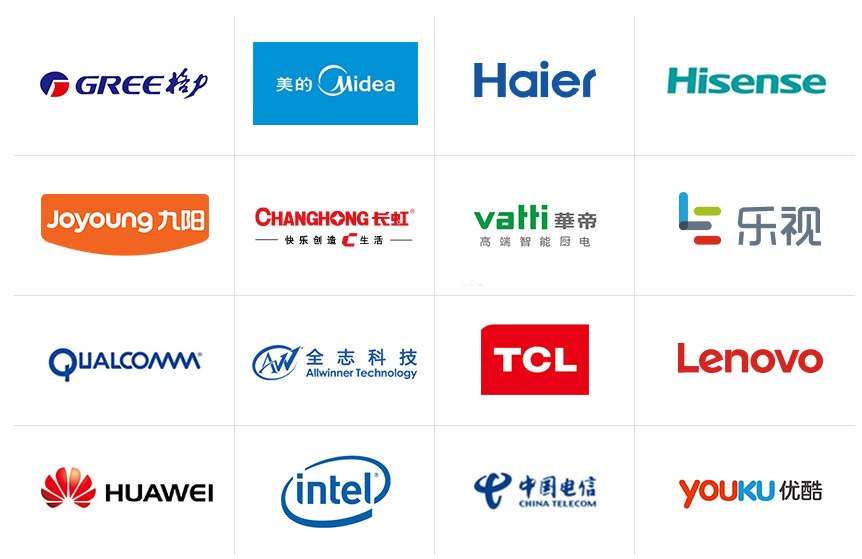 GREE 格力
美的 Midea
Haier
Hisense
Joyoung 九阳
CHANGHONG 长虹®
快乐创造 C 生活
vatti 華帝
高端智能厨电
乐视
QUALCOMM®
AW 全志科技
Allwinner Technology
TCL
Lenovo
HUAWEI
intel
中国电信
CHINA TELECOM
YOUKU 优酷